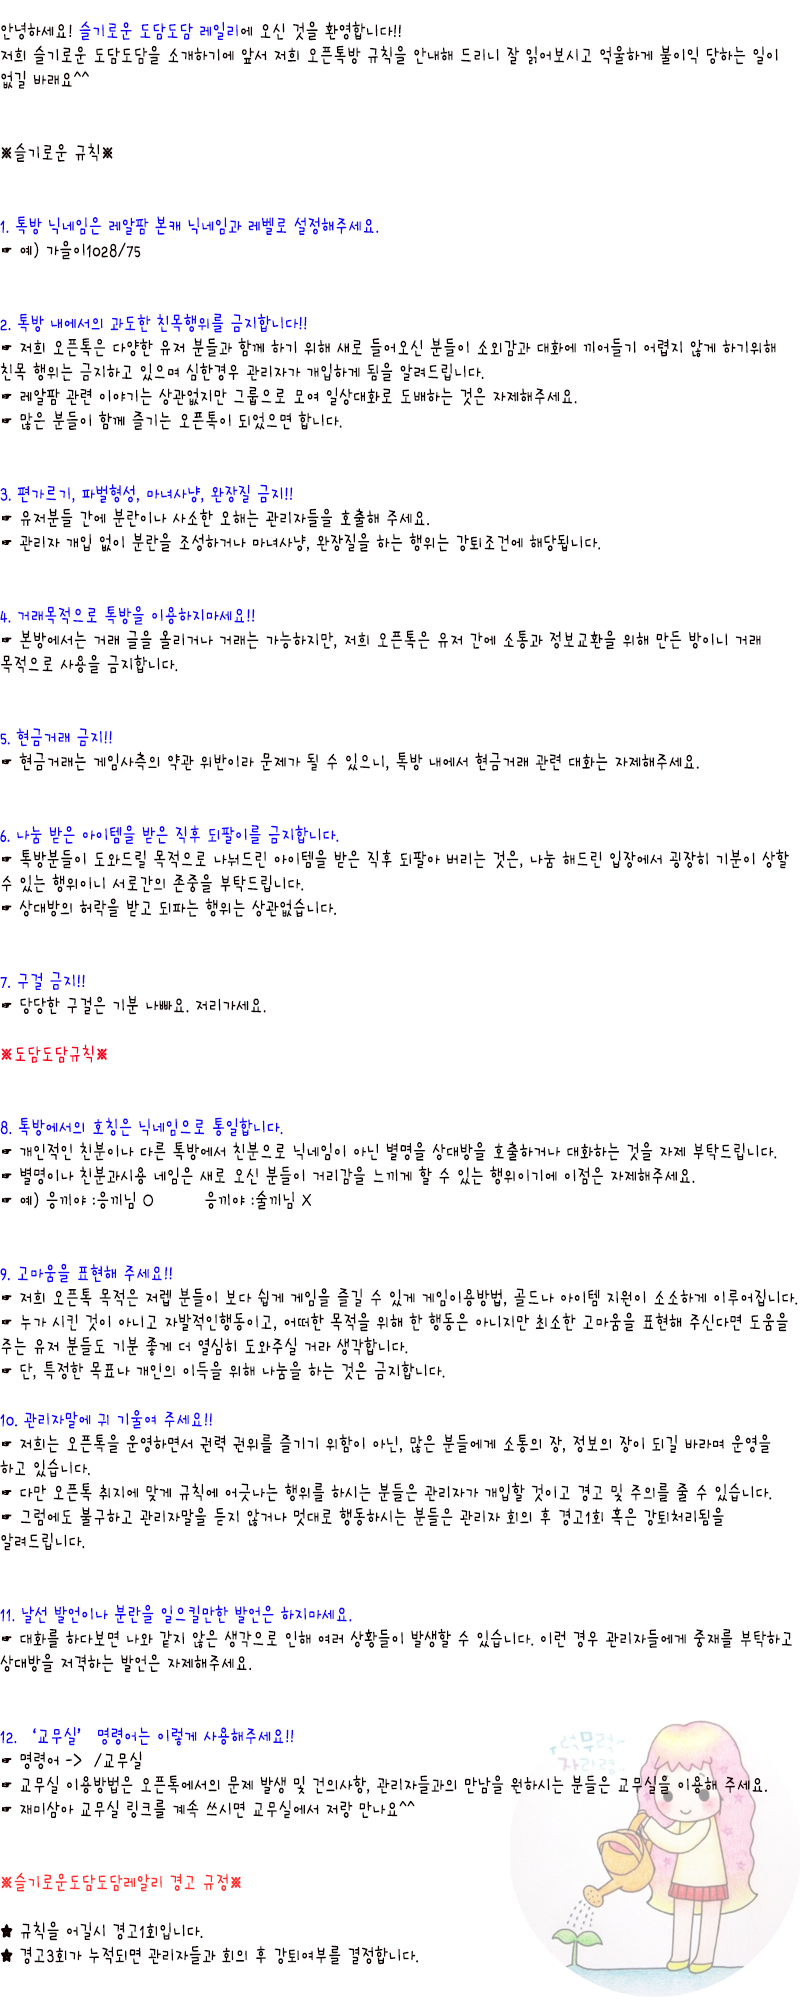 안녕하세요! 슬기로운 도담도담 레일리에 오신 것을 환영합니다!!
저희 슬기로운 도담도담을 소개하기에 앞서 저희 오픈톡방 규칙을 안내해 드리니 잘 읽어보시고 억울하게 불이익 당하는 일이
없길 바래요^^
※슬기로운 규칙※
1. 톡방 닉네임은 레알팜 본캐 닉네임과 레벨로 설정해주세요.
☛ 예) 가을이1028/75
2. 톡방 내에서의 과도한 친목행위를 금지합니다!!
☛ 저희 오픈톡은 다양한 유저 분들과 함께 하기 위해 새로 들어오신 분들이 소외감과 대화에 끼어들기 어렵지 않게 하기위해
친목 행위는 금지하고 있으며 심한경우 관리자가 개입하게 됨을 알려드립니다.
☛ 레알팜 관련 이야기는 상관없지만 그룹으로 모여 일상대화로 도배하는 것은 자제해주세요.
☛ 많은 분들이 함께 즐기는 오픈톡이 되었으면 합니다.
3. 편가르기, 파벌형성, 마녀사냥, 완장질 금지!!
☛ 유저분들 간에 분란이나 사소한 오해는 관리자들을 호출해 주세요.
☛ 관리자 개입 없이 분란을 조성하거나 마녀사냥, 완장질을 하는 행위는 강퇴조건에 해당됩니다.
4. 거래목적으로 톡방을 이용하지마세요!!
☛ 본방에서는 거래 글을 올리거나 거래는 가능하지만, 저희 오픈톡은 유저 간에 소통과 정보교환을 위해 만든 방이니 거래
목적으로 사용을 금지합니다.
5. 현금거래 금지!!
☛ 현금거래는 게임사측의 약관 위반이라 문제가 될 수 있으니, 톡방 내에서 현금거래 관련 대화는 자제해주세요.
6. 나눔 받은 아이템을 받은 직후 되팔이를 금지합니다.
☛ 톡방분들이 도와드릴 목적으로 나눠드린 아이템을 받은 직후 되팔아 버리는 것은, 나눔 해드린 입장에서 굉장히 기분이 상할
수 있는 행위이니 서로간의 존중을 부탁드립니다.
☛ 상대방의 허락을 받고 되파는 행위는 상관없습니다.
7. 구걸 금지!!
☛ 당당한 구걸은 기분 나빠요. 저리가세요.
※도담도담규칙※
8. 톡방에서의 호칭은 닉네임으로 통일합니다.
☛ 개인적인 친분이나 다른 톡방에서 친분으로 닉네임이 아닌 별명을 상대방을 호출하거나 대화하는 것을 자제 부탁드립니다.
☛ 별명이나 친분과시용 네임은 새로 오신 분들이 거리감을 느끼게 할 수 있는 행위이기에 이점은 자제해주세요.
☛ 예) 응끼야 :응끼님 O 응끼야 :술끼님 X
9. 고마움을 표현해 주세요!!
☛ 저희 오픈톡 목적은 저렙 분들이 보다 쉽게 게임을 즐길 수 있게 게임이용방법, 골드나 아이템 지원이 소소하게 이루어집니다.
☛ 누가 시킨 것이 아니고 자발적인행동이고, 어떠한 목적을 위해 한 행동은 아니지만 최소한 고마움을 표현해 주신다면 도움을
주는 유저 분들도 기분 좋게 더 열심히 도와주실 거라 생각합니다.
☛ 단, 특정한 목표나 개인의 이득을 위해 나눔을 하는 것은 금지합니다.
10. 관리자말에 귀 기울여 주세요!!
☛ 저희는 오픈톡을 운영하면서 권력 권위를 즐기기 위함이 아닌, 많은 분들에게 소통의 장, 정보의 장이 되길 바라며 운영을
하고 있습니다.
☛ 다만 오픈톡 취지에 맞게 규칙에 어긋나는 행위를 하시는 분들은 관리자가 개입할 것이고 경고 및 주의를 줄 수 있습니다.
☛ 그럼에도 불구하고 관리자말을 듣지 않거나 멋대로 행동하시는 분들은 관리자 회의 후 경고1회 혹은 강퇴처리됨을
알려드립니다.
11. 날선 발언이나 분란을 일으킬만한 발언은 하지마세요.
☛ 대화를 하다보면 나와 같지 않은 생각으로 인해 여러 상황들이 발생할 수 있습니다. 이런 경우 관리자들에게 중재를 부탁하고
상대방을 저격하는 발언은 자제해주세요.
12. ‘교무실’ 명령어는 이렇게 사용해주세요!!
무럭무럭~
자라렴..
☛ 명령어 -> /교무실
☛ 교무실 이용방법은 오픈톡에서의 문제 발생 및 건의사항, 관리자들과의 만남을 원하시는 분들은 교무실을 이용해 주세요.
☛ 재미삼아 교무실 링크를 계속 쓰시면 교무실에서 저랑 만나요^^
※슬기로운도담도담레알리 경고 규정※
★ 규칙을 어길시 경고1회입니다.
★ 경고3회가 누적되면 관리자들과 회의 후 강퇴여부를 결정합니다.